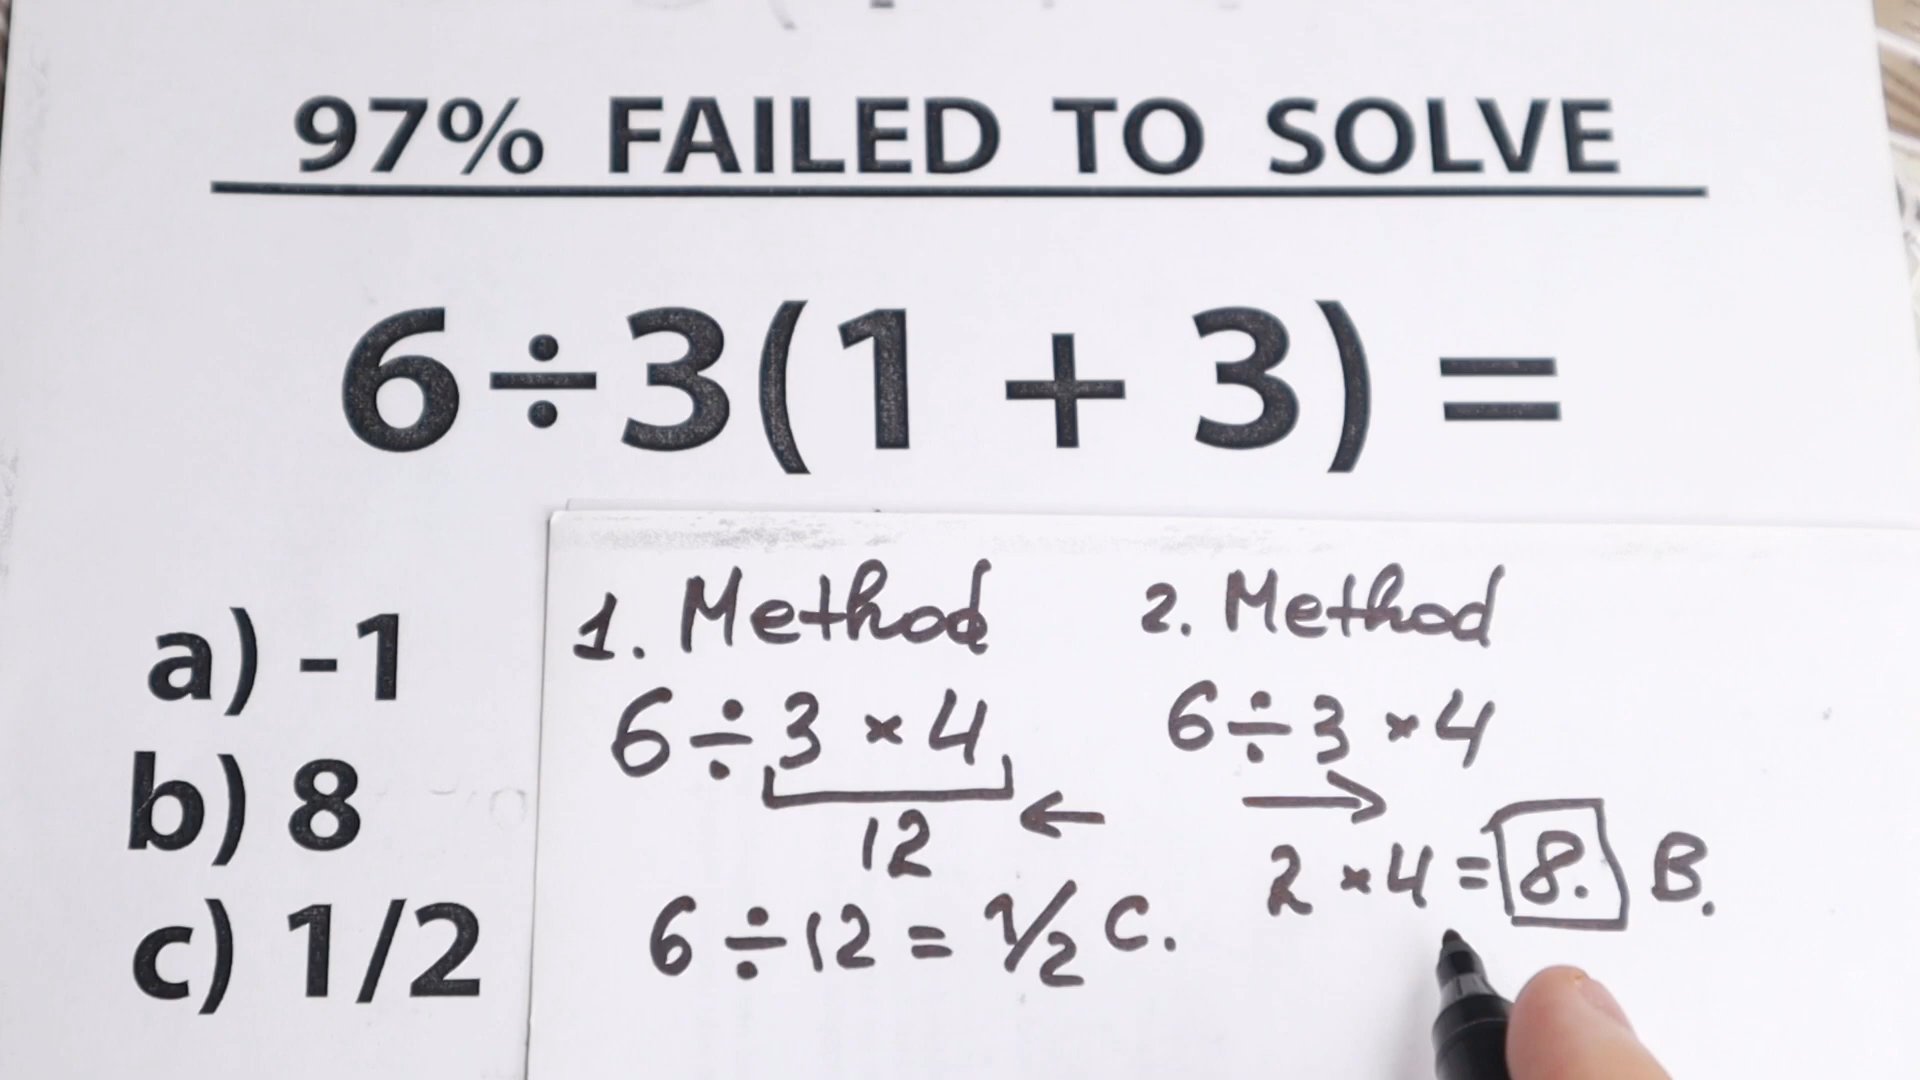 97% FAILED TO SOLVE
6÷3(1 + 3) =
a) -1
b) 8
c) 1/2
1. Method
6÷3×4
12
6÷12=1/2 C.
2. Method
6÷3×4
2×4=8. B.